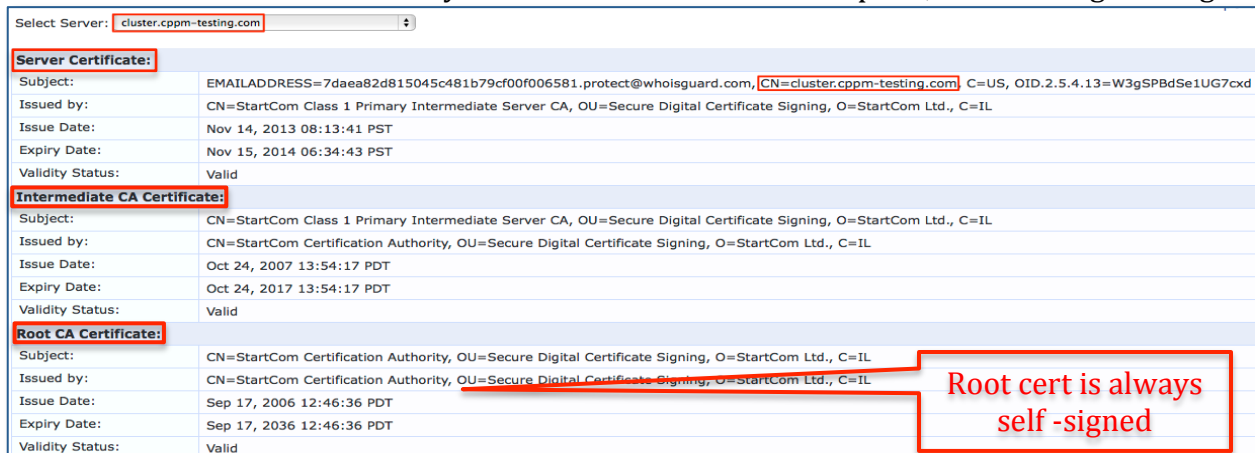 Select Server: cluster.cppm-testing.com
Server Certificate:
Subject: EMAILADDRESS=7daea82d815045c481b79cf00f006581.protect@whoisguard.com, CN=cluster.cppm-testing.com, C=US, OID.2.5.4.13=W3gSPBdSe1UG7cxd
Issued by: CN=StartCom Class 1 Primary Intermediate Server CA, OU=Secure Digital Certificate Signing, O=StartCom Ltd., C=IL
Issue Date: Nov 14, 2013 08:13:41 PST
Expiry Date: Nov 15, 2014 06:34:43 PST
Validity Status: Valid
Intermediate CA Certificate:
Subject: CN=StartCom Class 1 Primary Intermediate Server CA, OU=Secure Digital Certificate Signing, O=StartCom Ltd., C=IL
Issued by: CN=StartCom Certification Authority, OU=Secure Digital Certificate Signing, O=StartCom Ltd., C=IL
Issue Date: Oct 24, 2007 13:54:17 PDT
Expiry Date: Oct 24, 2017 13:54:17 PDT
Validity Status: Valid
Root CA Certificate:
Subject: CN=StartCom Certification Authority, OU=Secure Digital Certificate Signing, O=StartCom Ltd., C=IL
Issued by: CN=StartCom Certification Authority, OU=Secure Digital Certificate Signing, O=StartCom Ltd., C=IL
Issue Date: Sep 17, 2006 12:46:36 PDT
Expiry Date: Sep 17, 2036 12:46:36 PDT
Validity Status: Valid
Root cert is always
self -signed